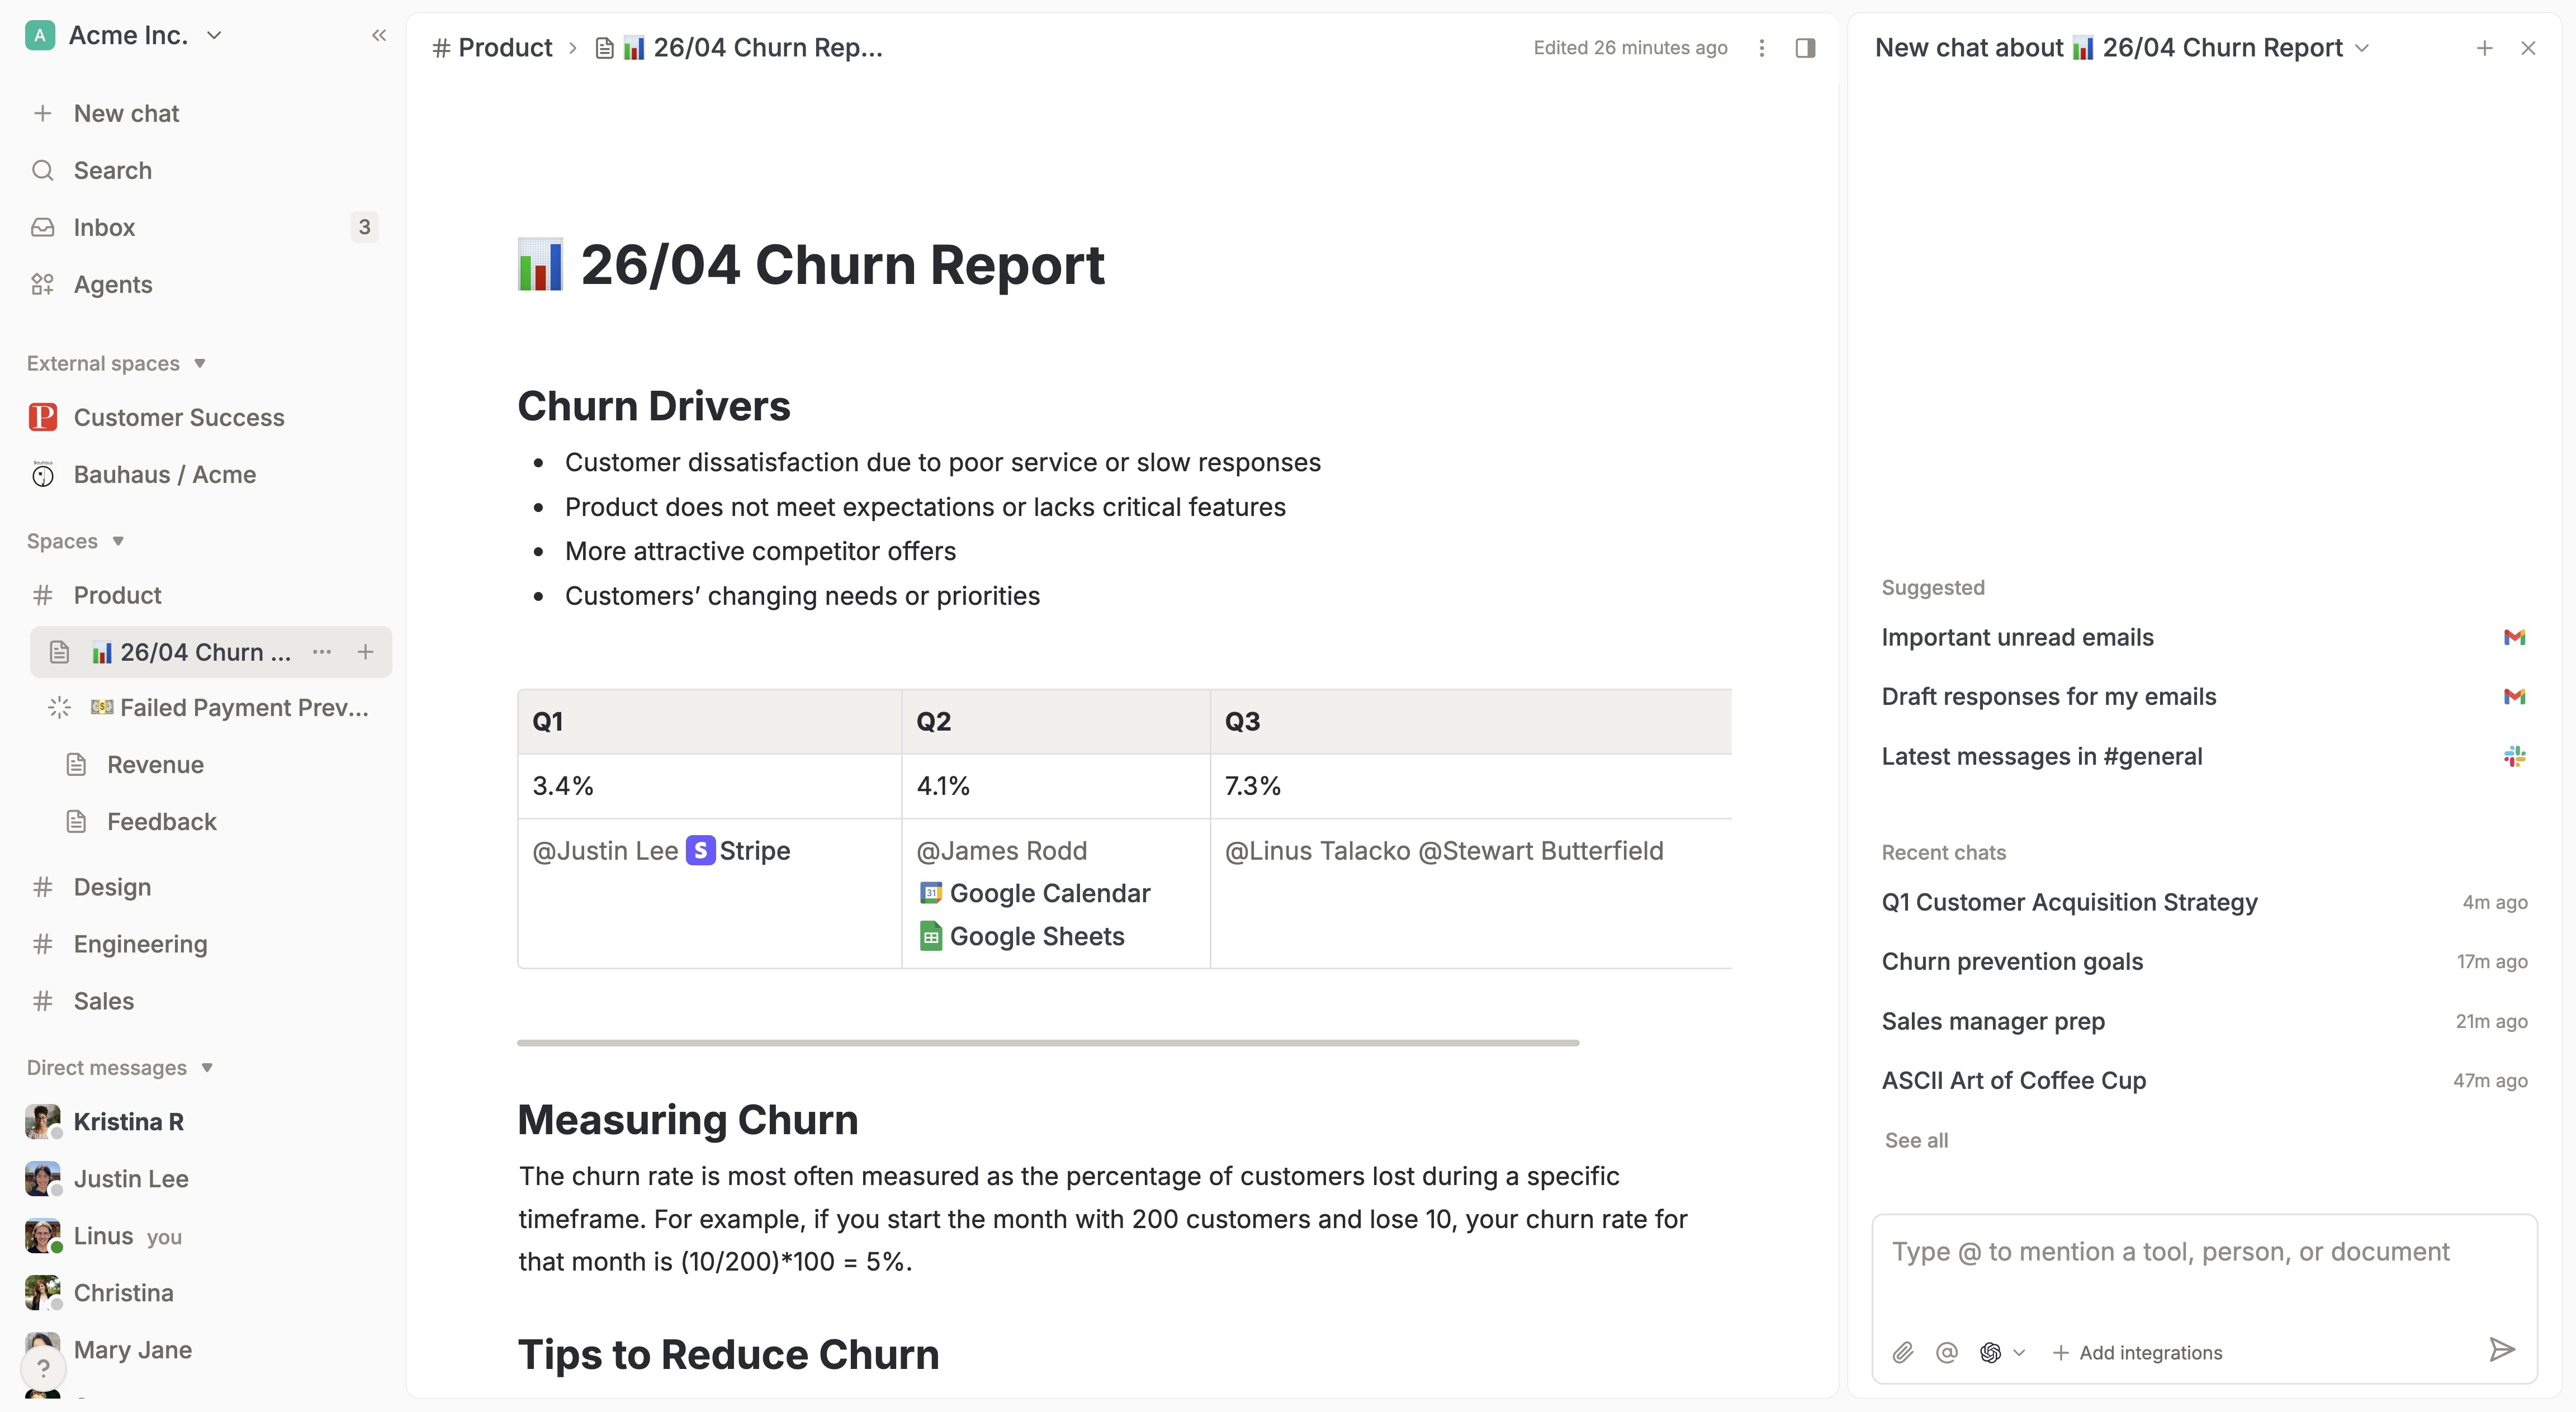 A Acme Inc.
New chat
Search
Inbox 3
Agents
External spaces
P Customer Success
Bauhaus / Acme
Spaces
# Product
26/04 Churn ...
Failed Payment Prev...
Revenue
Feedback
# Design
# Engineering
# Sales
Direct messages
Kristina R
Justin Lee
Linus you
Christina
Mary Jane
?
# Product > 26/04 Churn Rep...
Edited 26 minutes ago
26/04 Churn Report
Churn Drivers
• Customer dissatisfaction due to poor service or slow responses
• Product does not meet expectations or lacks critical features
• More attractive competitor offers
• Customers’ changing needs or priorities
Q1 Q2 Q3
3.4% 4.1% 7.3%
@Justin Lee S Stripe
@James Rodd
31 Google Calendar
Google Sheets
@Linus Talacko @Stewart Butterfield
Measuring Churn
The churn rate is most often measured as the percentage of customers lost during a specific
timeframe. For example, if you start the month with 200 customers and lose 10, your churn rate for
that month is (10/200)*100 = 5%.
Tips to Reduce Churn
New chat about 26/04 Churn Report
Suggested
Important unread emails
Draft responses for my emails
Latest messages in #general
Recent chats
Q1 Customer Acquisition Strategy 4m ago
Churn prevention goals 17m ago
Sales manager prep 21m ago
ASCII Art of Coffee Cup 47m ago
See all
Type @ to mention a tool, person, or document
@ + Add integrations